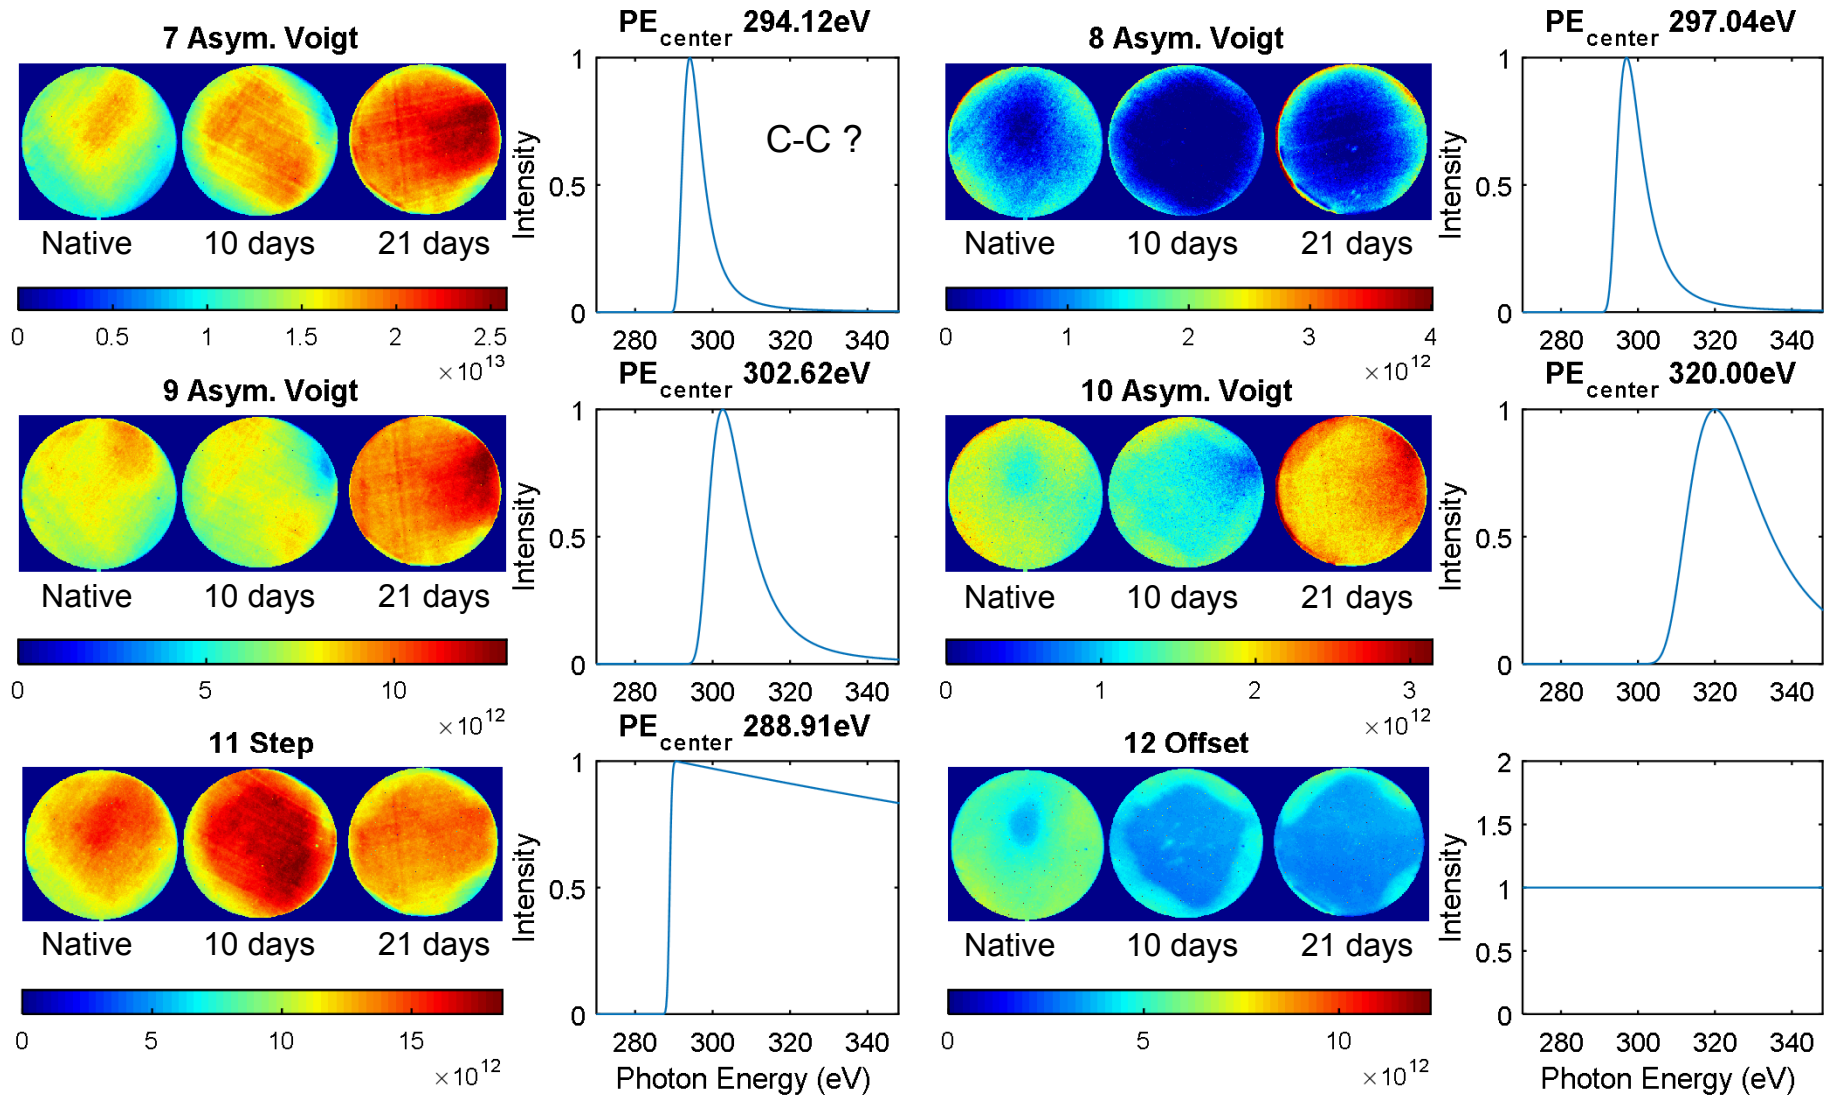 7 Asym. Voigt
Native 10 days 21 days
0 0.5 1 1.5 2 2.5
×10^13
PE_center 294.12eV
Intensity
1
0.5
0
280 300 320 340
C-C ?
8 Asym. Voigt
Native 10 days 21 days
0 1 2 3 4
×10^12
PE_center 297.04eV
Intensity
1
0.5
0
280 300 320 340
9 Asym. Voigt
Native 10 days 21 days
0 5 10
×10^12
PE_center 302.62eV
Intensity
1
0.5
0
280 300 320 340
10 Asym. Voigt
Native 10 days 21 days
0 1 2 3
×10^12
PE_center 320.00eV
Intensity
1
0.5
0
280 300 320 340
11 Step
Native 10 days 21 days
0 5 10 15
×10^12
PE_center 288.91eV
Intensity
1
0.5
0
280 300 320 340
Photon Energy (eV)
12 Offset
Native 10 days 21 days
0 5 10
×10^12
Intensity
2
1.5
1
0.5
0
280 300 320 340
Photon Energy (eV)